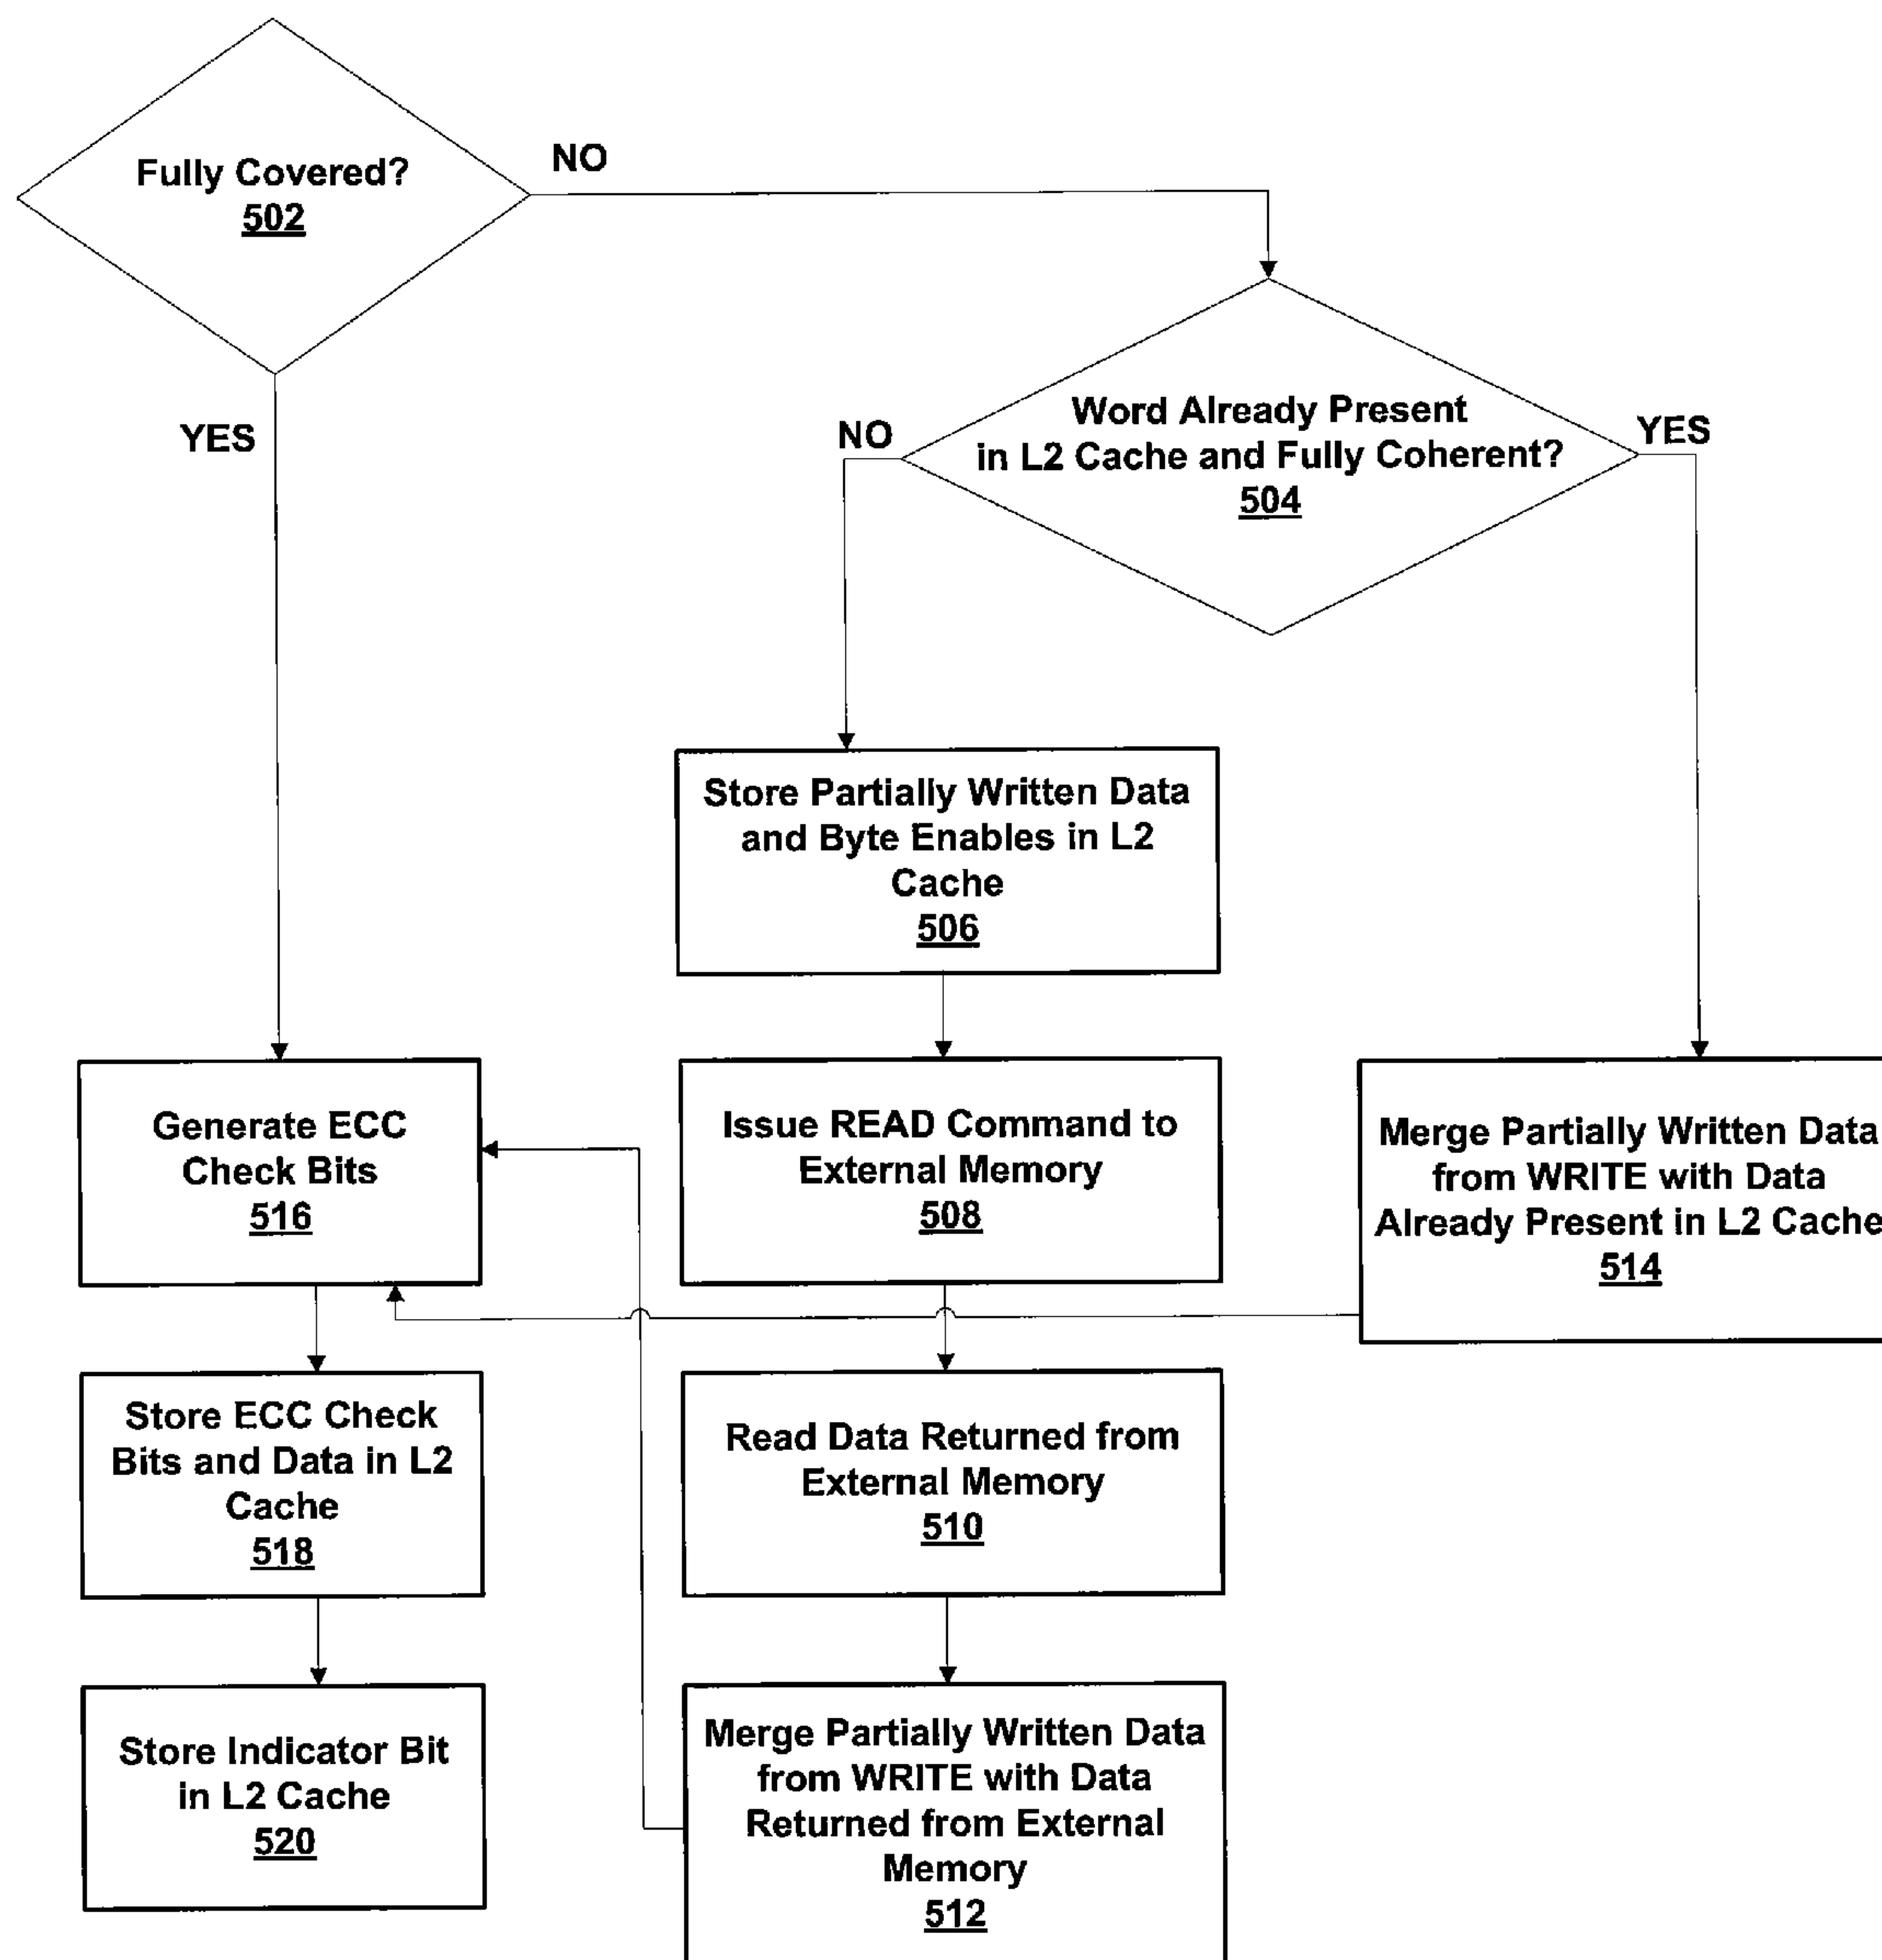 Fully Covered?
502
NO
YES
Word Already Present
in L2 Cache and Fully Coherent?
504
NO
YES
Store Partially Written Data
and Byte Enables in L2
Cache
506
Generate ECC
Check Bits
516
Issue READ Command to
External Memory
508
Merge Partially Written Data
from WRITE with Data
Already Present in L2 Cache
514
Store ECC Check
Bits and Data in L2
Cache
518
Read Data Returned from
External Memory
510
Store Indicator Bit
in L2 Cache
520
Merge Partially Written Data
from WRITE with Data
Returned from External
Memory
512